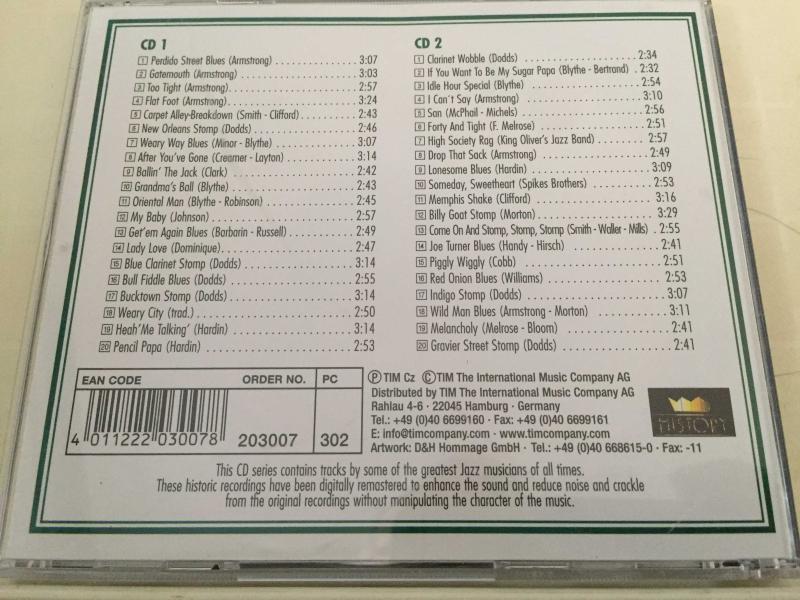 CD 1
1 Perdido Street Blues (Armstrong) 3:07
2 Gatemouth (Armstrong) 3:03
3 Too Tight (Armstrong) 2:57
4 Flat Foot (Armstrong) 3:24
5 Carpet Alley-Breakdown (Smith - Clifford) 2:43
6 New Orleans Stomp (Dodds) 2:46
7 Weary Way Blues (Minor - Blythe) 3:07
8 After You've Gone (Creamer - Layton) 3:14
9 Ballin' The Jack (Clark) 2:42
10 Grandma's Ball (Blythe) 2:43
11 Oriental Man (Blythe - Robinson) 2:45
12 My Baby (Johnson) 2:57
13 Get'em Again Blues (Barbarin - Russell) 2:49
14 Lady Love (Dominique) 2:47
15 Blue Clarinet Stomp (Dodds) 3:14
16 Bull Fiddle Blues (Dodds) 2:55
17 Bucktown Stomp (Dodds) 3:14
18 Weary City (trad.) 2:50
19 Heah'Me Talking' (Hardin) 3:14
20 Pencil Papa (Hardin) 2:53
CD 2
1 Clarinet Wobble (Dodds) 2:34
2 If You Want To Be My Sugar Papa (Blythe - Bertrand) 2:32
3 Idle Hour Special (Blythe) 2:54
4 I Can't Say (Armstrong) 3:10
5 San (McPhail - Michels) 2:56
6 Forty And Tight (F. Melrose) 2:51
7 High Society Rag (King Oliver's Jazz Band) 2:57
8 Drop That Sack (Armstrong) 2:49
9 Lonesome Blues (Hardin) 3:09
10 Someday, Sweetheart (Spikes Brothers) 2:53
11 Memphis Shake (Clifford) 3:16
12 Billy Goat Stomp (Morton) 3:29
13 Come On And Stomp, Stomp, Stomp (Smith - Waller - Mills) 2:55
14 Joe Turner Blues (Handy - Hirsch) 2:41
15 Piggly Wiggly (Cobb) 2:51
16 Red Onion Blues (Williams) 2:53
17 Indigo Stomp (Dodds) 3:07
18 Wild Man Blues (Armstrong - Morton) 3:11
19 Melancholy (Melrose - Bloom) 2:41
20 Gravier Street Stomp (Dodds) 2:41
EAN CODE ORDER NO. PC
4 011222 030078 203007 302
Ⓟ TIM Cz © TIM The International Music Company AG
Distributed by TIM The International Music Company AG
Rahlau 4-6 · 22045 Hamburg · Germany
Tel.: +49 (0)40 6699160 · Fax: +49 (0)40 6699161
E: info@timcompany.com · www.timcompany.com
Artwork: D&H Hommage GmbH · Tel.: +49 (0)40 668615-0 · Fax: -11
HISTORY
This CD series contains tracks by some of the greatest Jazz musicians of all times.
These historic recordings have been digitally remastered to enhance the sound and reduce noise and crackle
from the original recordings without manipulating the character of the music.